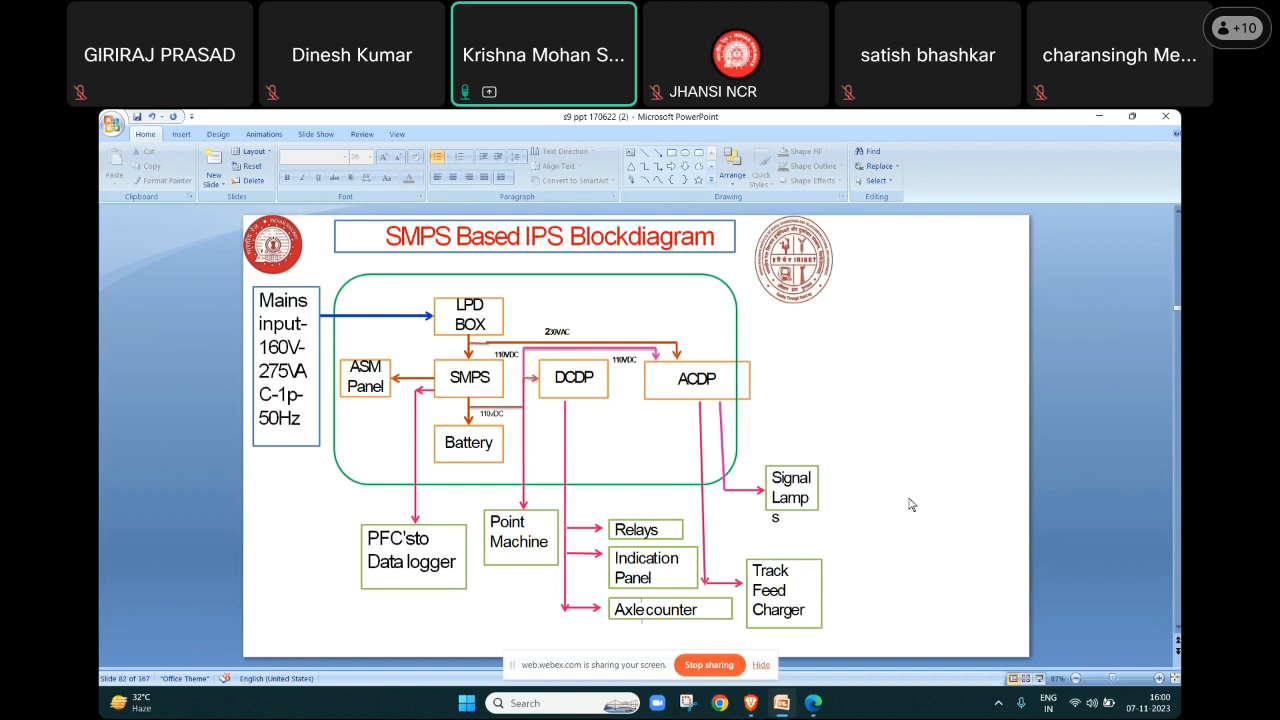 GIRIRAJ PRASAD
Dinesh Kumar
Krishna Mohan S...
JHANSI NCR
satish bhashkar
charansingh Me...
+10
s9 ppt 170622 (2) - Microsoft PowerPoint
Home Insert Design Animations Slide Show Review View
Paste
Cut
Copy
Format Painter
Clipboard
New Slide
Layout
Reset
Delete
Slides
Font
Text Direction
Align Text
Convert to SmartArt
Paragraph
Arrange
Quick Styles
Shape Fill
Shape Outline
Shape Effects
Drawing
Find
Replace
Select
Editing
SMPS Based IPS Blockdiagram
Mains
input-
160V-
275VA
C-1p-
50Hz
LPD
BOX
230VAC
110VDC
110VDC
ASM
Panel
SMPS
DCDP
ACDP
110VDC
Battery
Signal
Lamp
s
PFC'sto
Data logger
Point
Machine
Relays
Indication
Panel
Axle counter
Track
Feed
Charger
web.webex.com is sharing your screen.
Stop sharing
Hide
Slide 82 of 367
"Office Theme"
English (United States)
87%
32°C
Haze
Search
ENG
IN
16:00
07-11-2023